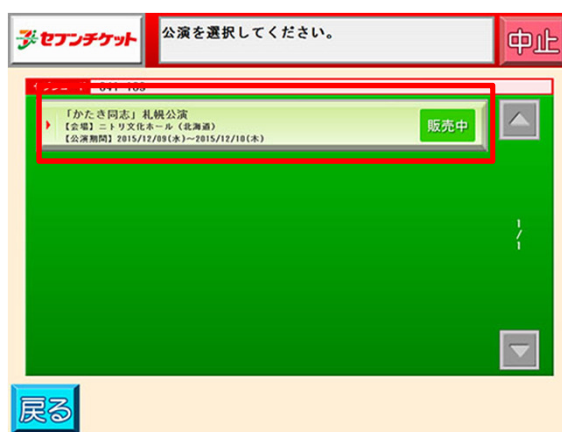 セブンチケット
公演を選択してください。
中止
「かたき同志」札幌公演
【会場】ニトリ文化ホール (北海道)
【公演期間】2015/12/09(水)~2015/12/10(木)
販売中
1/1
戻る